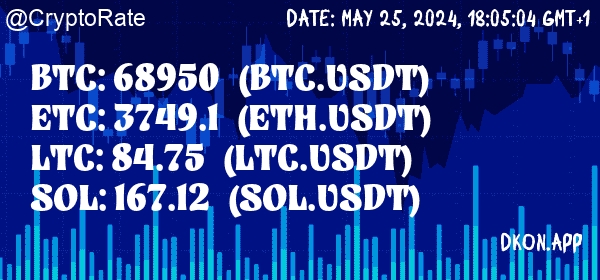 @CryptoRate
DATE: MAY 25, 2024, 18:05:04 GMT+1
BTC: 68950 (BTC.USDT)
ETC: 3749.1 (ETH.USDT)
LTC: 84.75 (LTC.USDT)
SOL: 167.12 (SOL.USDT)
DKON.APP